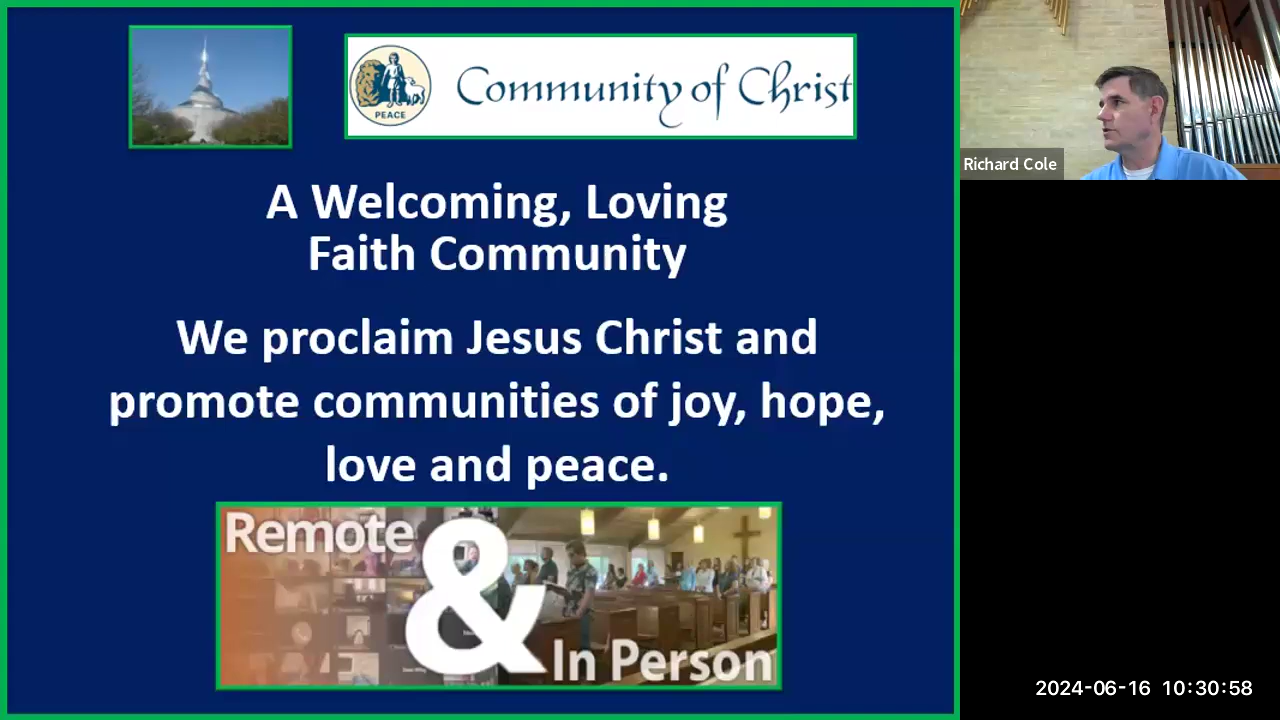 PEACE
Community of Christ
Richard Cole
A Welcoming, Loving
Faith Community
We proclaim Jesus Christ and
promote communities of joy, hope,
love and peace.
Remote
&
In Person
2024-06-16 10:30:58